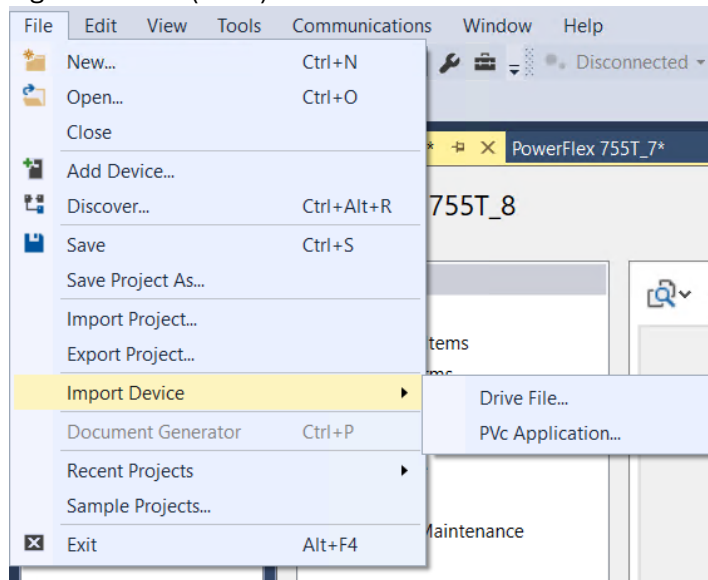 File Edit View Tools Communications Window Help
New... Ctrl+N
Disconnected
Open... Ctrl+O
Close
* PowerFlex 755T_7*
Add Device...
Discover... Ctrl+Alt+R
755T_8
Save Ctrl+S
Save Project As...
Import Project...
Export Project...
tems
Import Device
Drive File...
Document Generator Ctrl+P
PVc Application...
Recent Projects
Sample Projects...
Maintenance
Exit Alt+F4